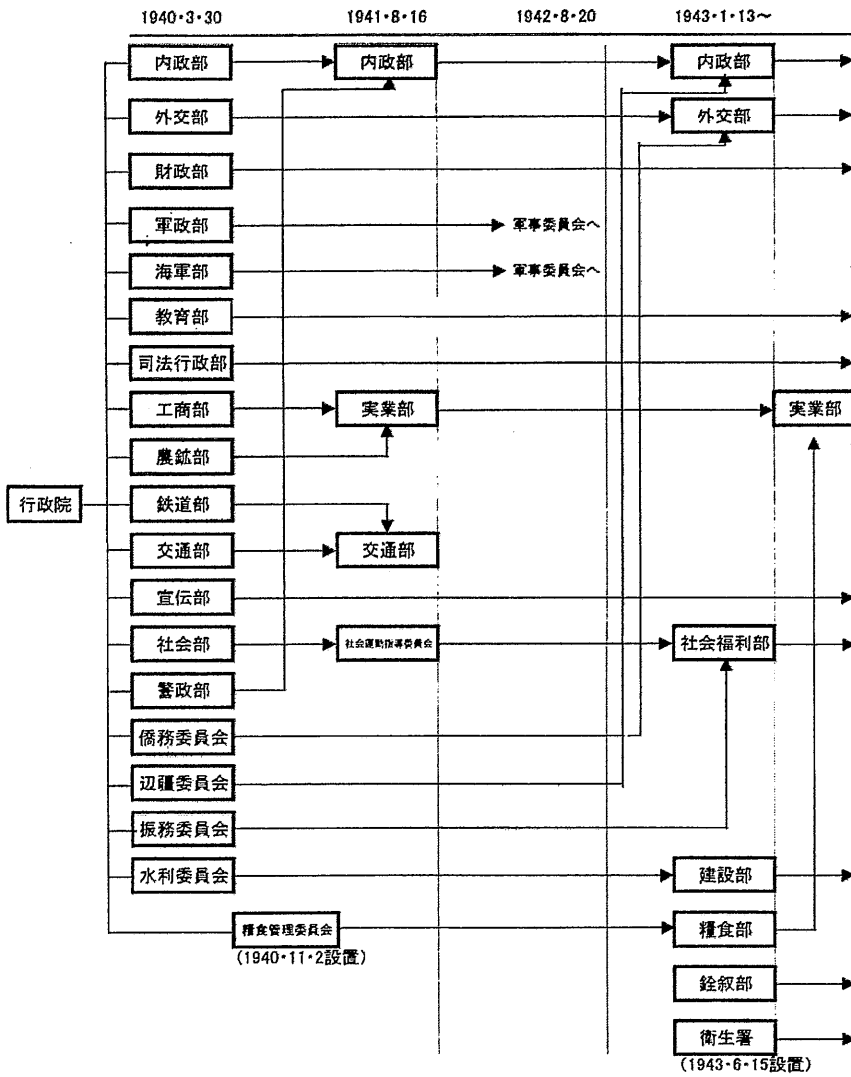 1940・3・30 1941・8・16 1942・8・20 1943・1・13～
内政部 内政部 内政部
外交部 外交部
財政部
軍政部 軍事委員会へ
海軍部 軍事委員会へ
教育部
司法行政部
工商部 実業部 実業部
農鉱部
行政院 鉄道部
交通部 交通部
宣伝部
社会部 社会運動指導委員会 社会福利部
警政部
僑務委員会
辺疆委員会
振務委員会
水利委員会 建設部
糧食管理委員会 糧食部
(1940・11・2設置)
銓叙部
衛生署
(1943・6・15設置)